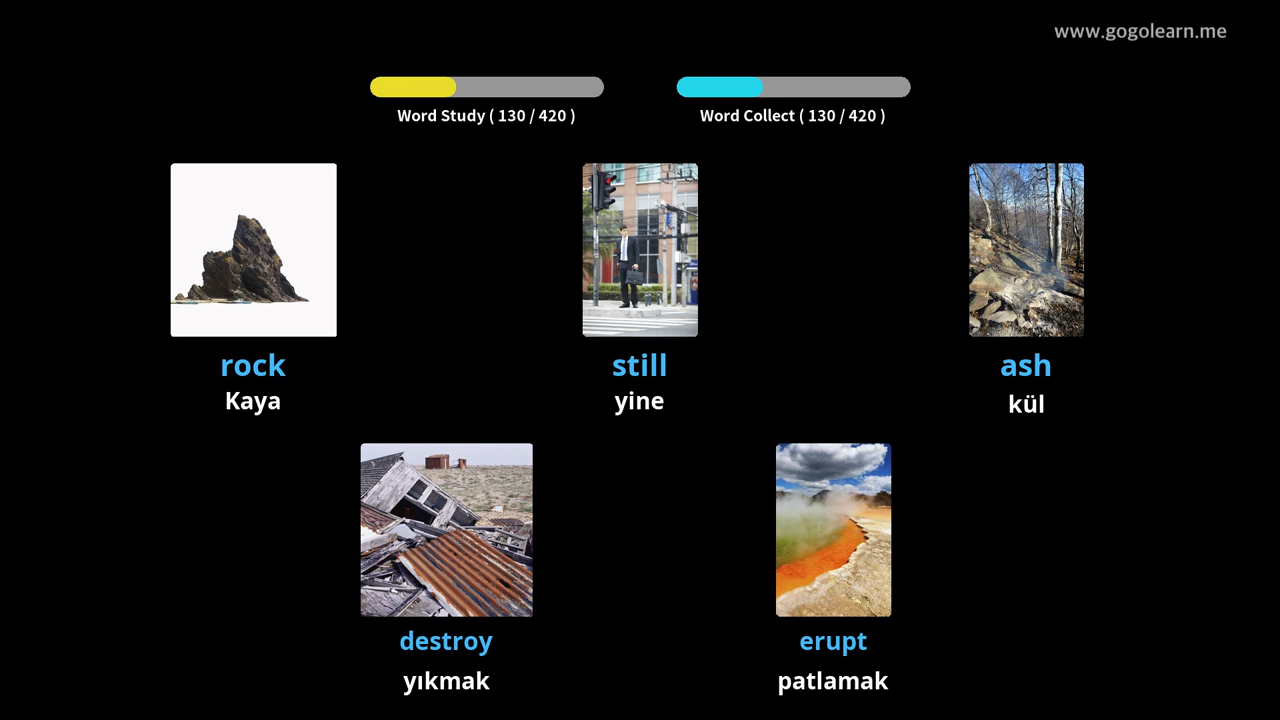 www.gogolearn.me
Word Study ( 130 / 420 )
Word Collect ( 130 / 420 )
rock
Kaya
still
yine
ash
kül
destroy
yıkmak
erupt
patlamak